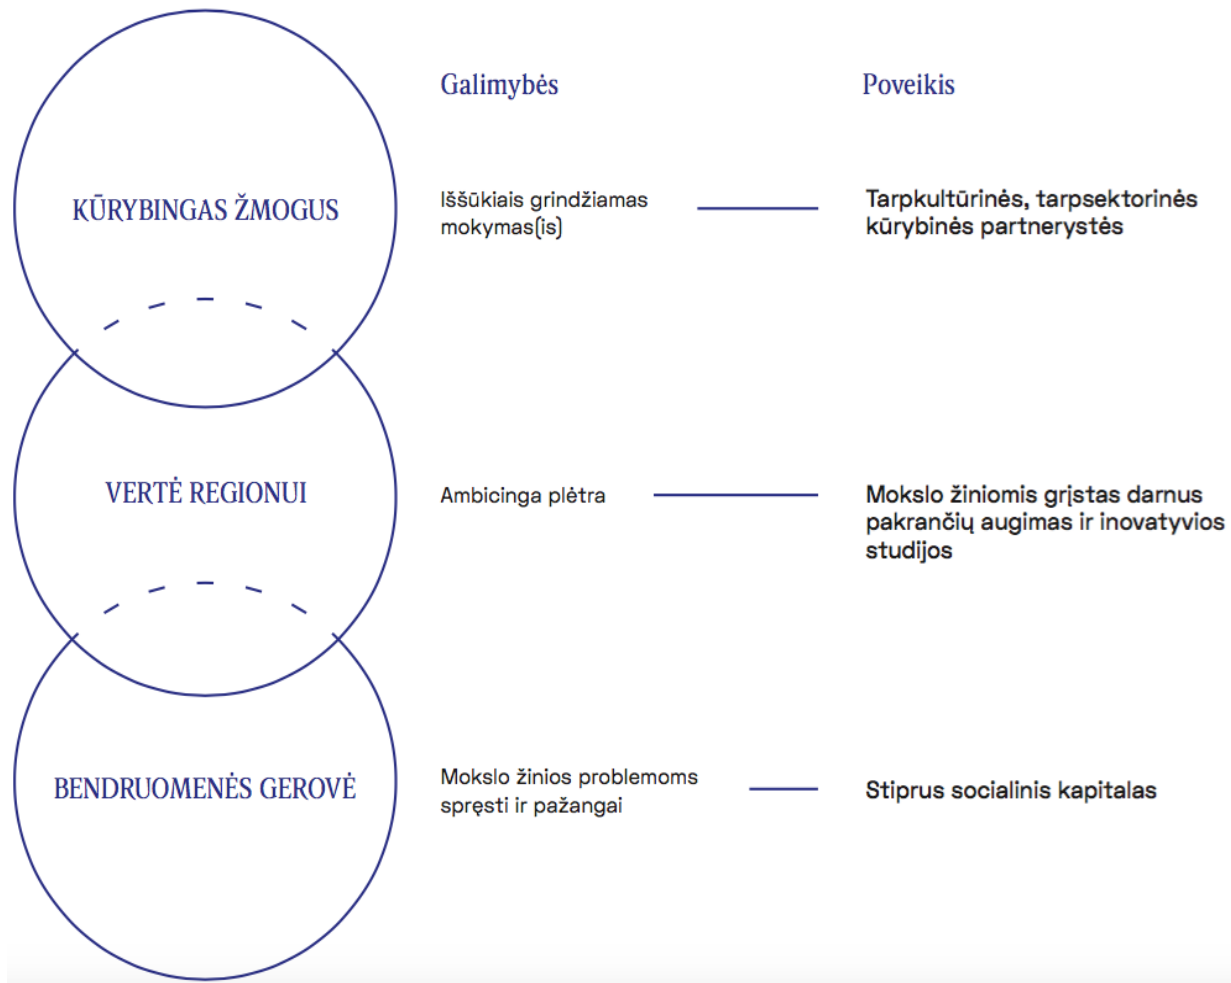 Galimybės
Poveikis
KŪRYBINGAS ŽMOGUS
Iššūkiais grindžiamas
mokymas(is)
Tarpkultūrinės, tarpsektorinės
kūrybinės partnerystės
VERTĖ REGIONUI
Ambicinga plėtra
Mokslo žiniomis grįstas darnus
pakrančių augimas ir inovatyvios
studijos
BENDRUOMENĖS GEROVĖ
Mokslo žinios problemoms
spręsti ir pažangai
Stiprus socialinis kapitalas